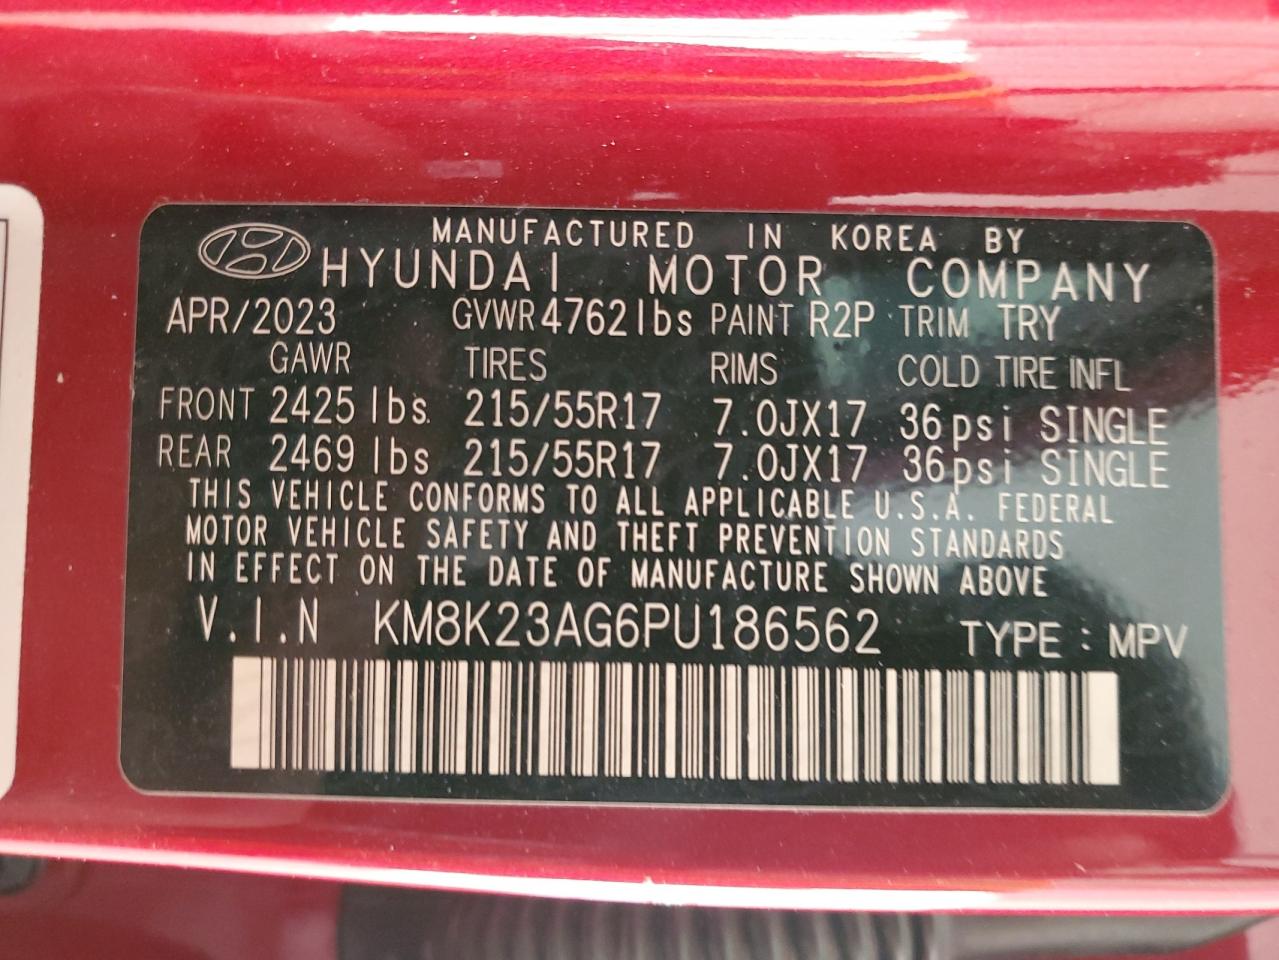 MANUFACTURED IN KOREA BY
HYUNDAI MOTOR COMPANY
APR/2023 GVWR 4762 lbs PAINT R2P TRIM TRY
GAWR TIRES RIMS COLD TIRE INFL
FRONT 2425 lbs. 215/55R17 7.0JX17 36psi SINGLE
REAR 2469 lbs 215/55R17 7.0JX17 36psi SINGLE
THIS VEHICLE CONFORMS TO ALL APPLICABLE U.S.A. FEDERAL
MOTOR VEHICLE SAFETY AND THEFT PREVENTION STANDARDS
IN EFFECT ON THE DATE OF MANUFACTURE SHOWN ABOVE
V.I.N KM8K23AG6PU186562 TYPE : MPV